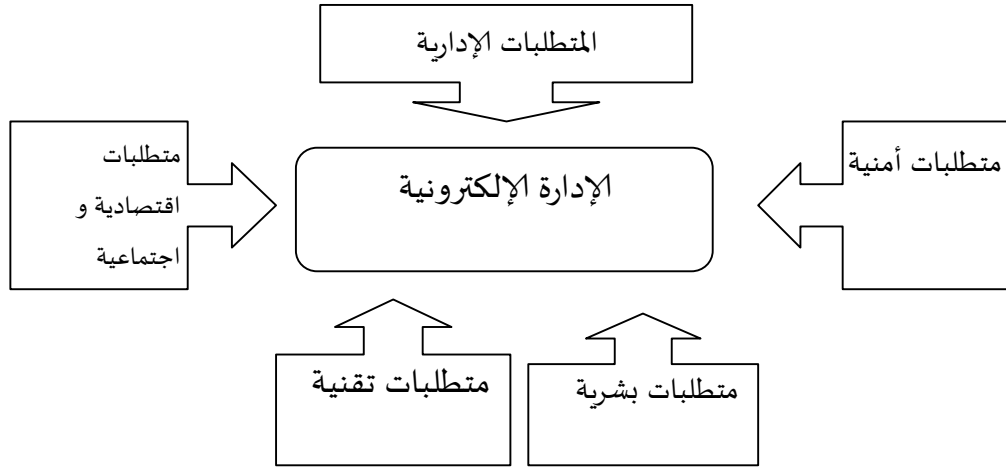 المتطلبات الإدارية
متطلبات أمنية
الإدارة الإلكترونية
متطلبات
اقتصادية و
اجتماعية
متطلبات بشرية
متطلبات تقنية